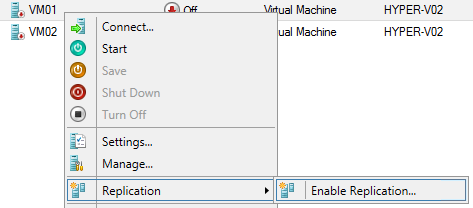 VM01 Off Virtual Machine HYPER-V02
VM02 tual Machine HYPER-V02
Connect...
Start
Save
Shut Down
Turn Off
Settings...
Manage...
Replication Enable Replication...